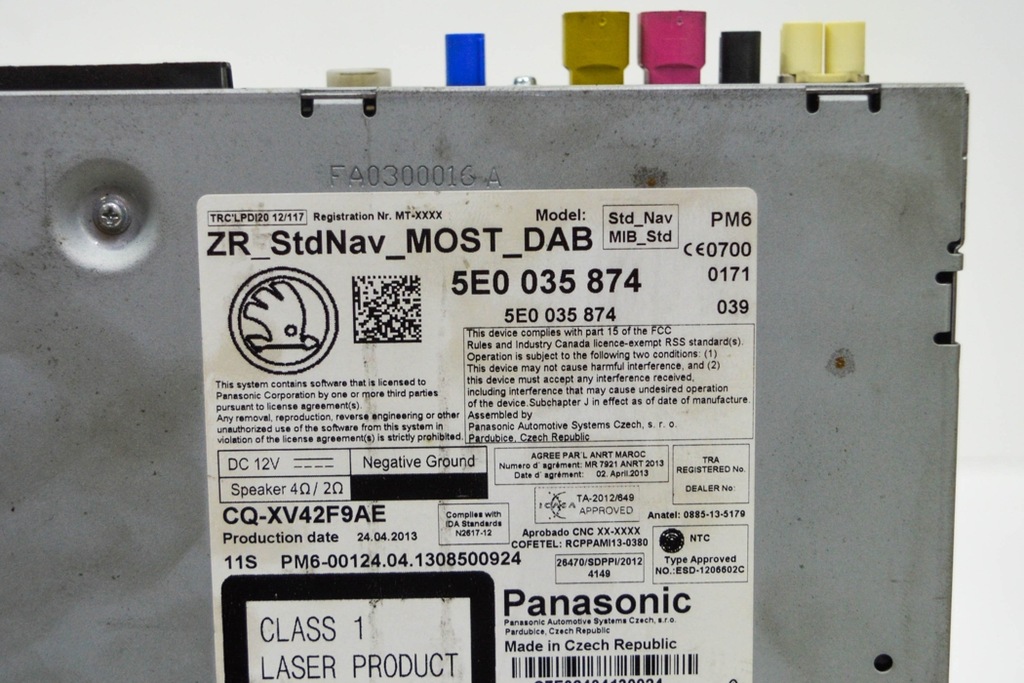 FA0300016 A
TRC'LPDI20 12/117 Registration Nr. MT-XXXX
ZR_StdNav_MOST_DAB
Model:
Std_Nav
MIB_Std
PM6
CE0700
0171
039
5E0 035 874
5E0 035 874
This device complies with part 15 of the FCC
Rules and Industry Canada licence-exempt RSS standard(s).
Operation is subject to the following two conditions: (1)
This device may not cause harmful interference, and (2)
this device must accept any interference received,
including interference that may cause undesired operation
of the device.Subchapter J in effect as of date of manufacture.
Assembled by
Panasonic Automotive Systems Czech, s. r. o.
Pardubice, Czech Republic
This system contains software that is licensed to
Panasonic Corporation by one or more third parties
pursuant to license agreement(s).
Any removal, reproduction, reverse engineering or other
unauthorized use of the software from this system in
violation of the license agreement(s) is strictly prohibited.
DC 12V
Negative Ground
Speaker 4Ω / 2Ω
AGREE PAR'L ANRT MAROC
Numero d' agrément: MR 7921 ANRT 2013
Date d' agrément: 02. April.2013
TRA
REGISTERED No.
DEALER No:
TA-2012/649
APPROVED
Anatel: 0885-13-5179
CQ-XV42F9AE
Production date 24.04.2013
Complies with
IDA Standards
N2617-12
Aprobado CNC XX-XXXX
COFETEL: RCPPAMI13-0380
NTC
Type Approved
NO.:ESD-1206602C
11S PM6-00124.04.1308500924
26470/SDPPI/2012
4149
CLASS 1
LASER PRODUCT
Panasonic
Panasonic Automotive Systems Czech, s.r.o.
Pardubice, Czech Republic
Made in Czech Republic